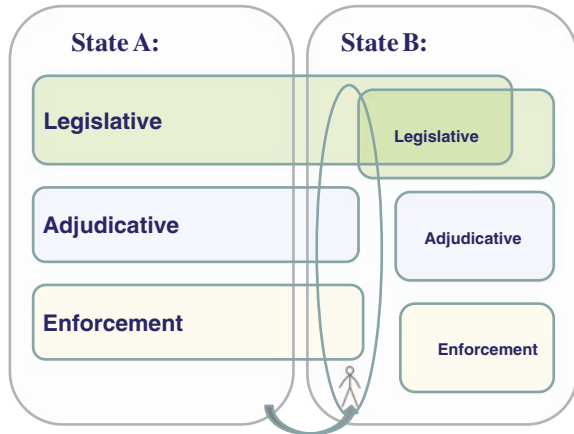 State A:
State B:
Legislative
Legislative
Adjudicative
Adjudicative
Enforcement
Enforcement